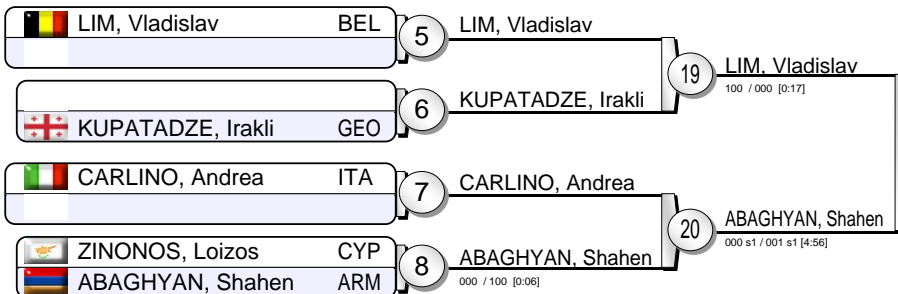 LIM, Vladislav BEL
5
LIM, Vladislav
19
LIM, Vladislav
100 / 000 [0:17]
6
KUPATADZE, Irakli
KUPATADZE, Irakli GEO
CARLINO, Andrea ITA
7
CARLINO, Andrea
20
ABAGHYAN, Shahen
000 s1 / 001 s1 [4:56]
ZINONOS, Loizos CYP
8
ABAGHYAN, Shahen
000 / 100 [0:06]
ABAGHYAN, Shahen ARM